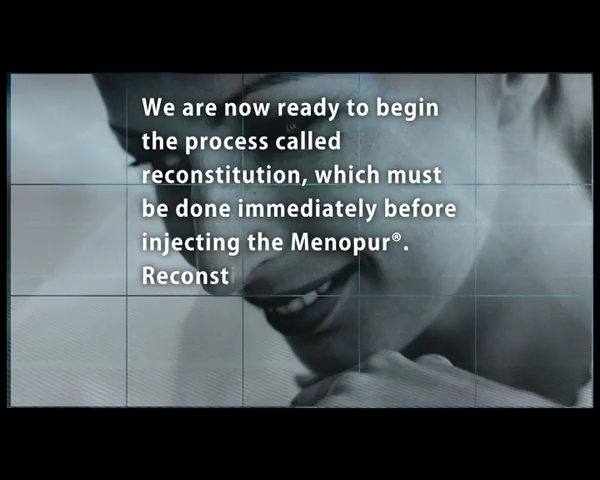 We are now ready to begin
the process called
reconstitution, which must
be done immediately before
injecting the Menopur®.
Reconst